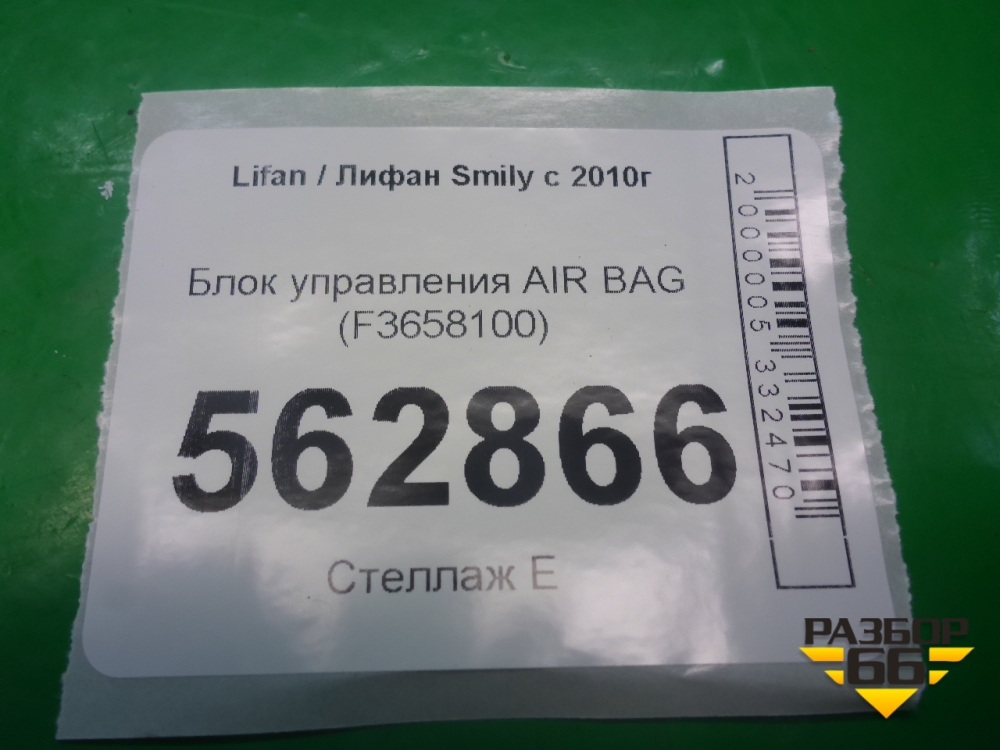 Lifan / Лифан Smily с 2010г
Блок управления AIR BAG
(F3658100)
562866
Стеллаж Е
2000005332470
РАЗБОР
66